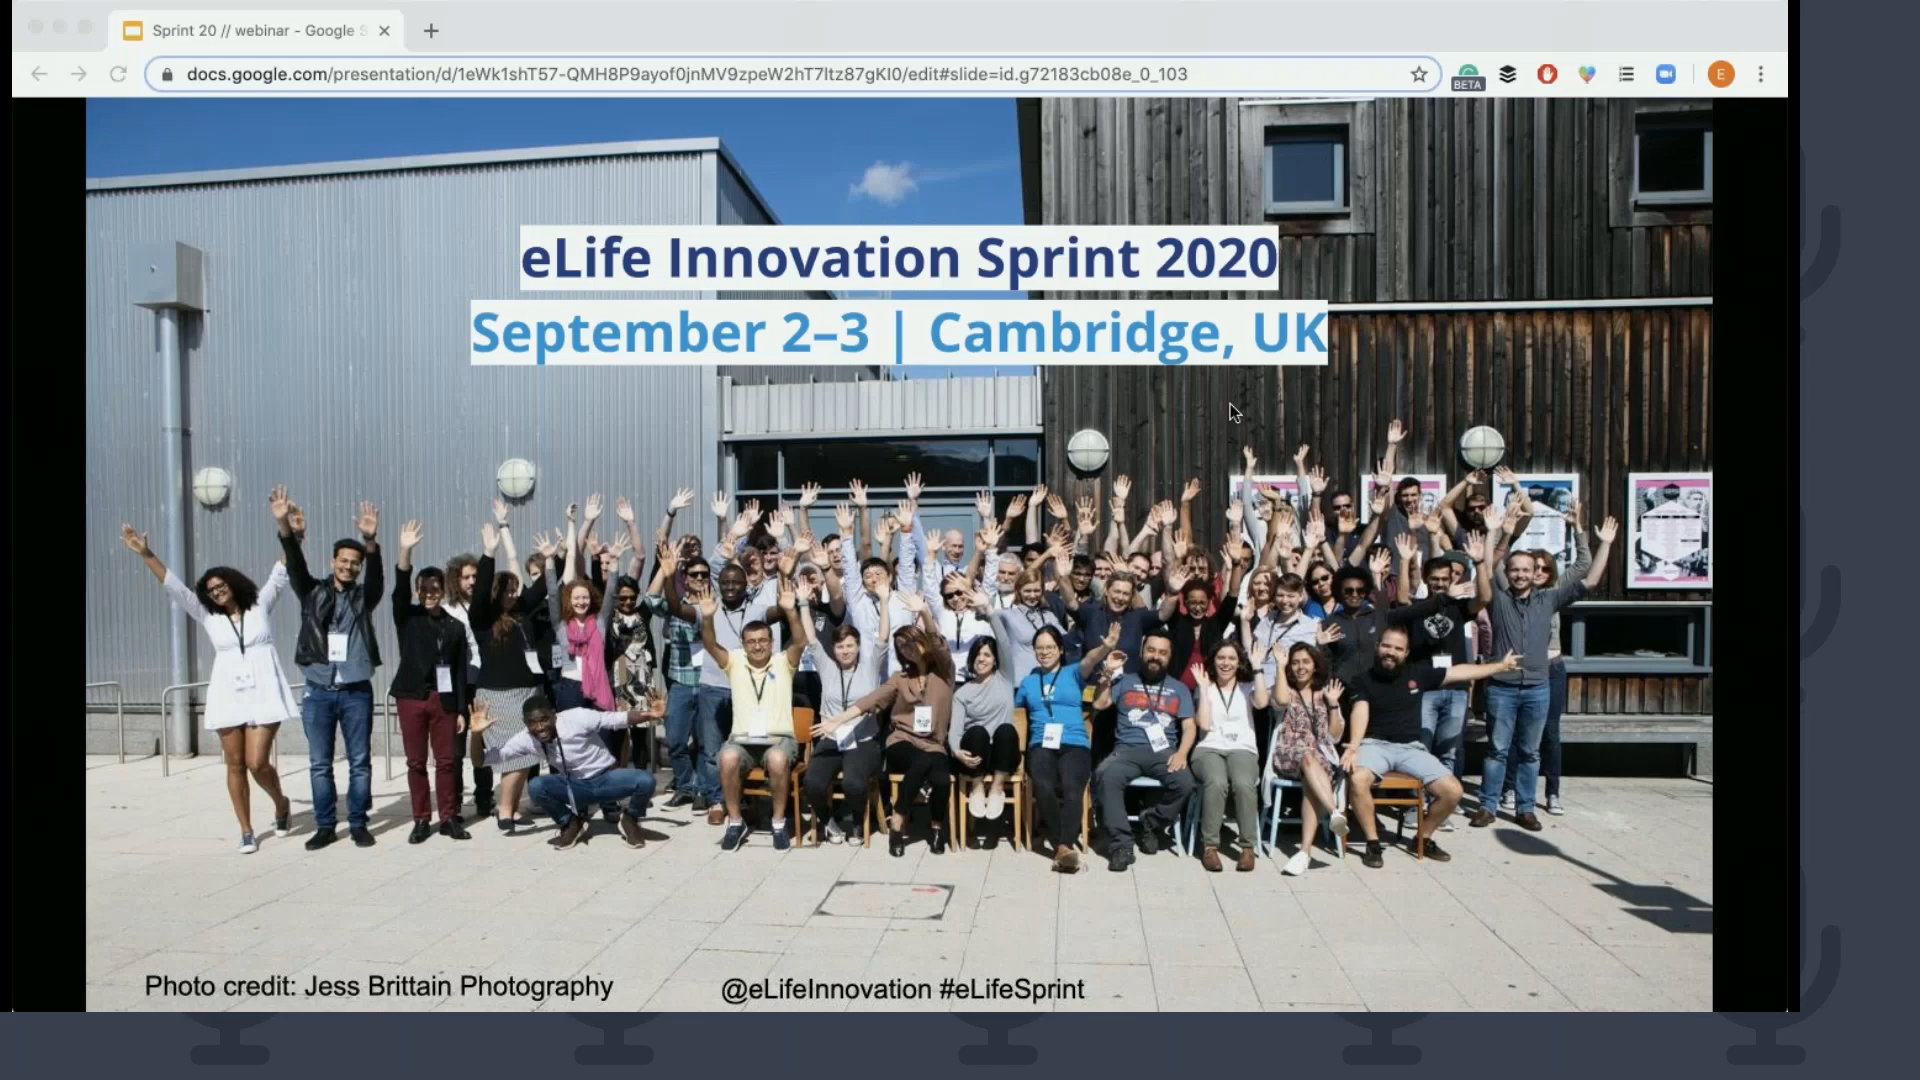 Sprint 20 // webinar - Google S
docs.google.com/presentation/d/1eWk1shT57-QMH8P9ayof0jnMV9zpeW2hT7ltz87gKI0/edit#slide=id.g72183cb08e_0_103
BETA
E
eLife Innovation Sprint 2020
September 2–3 | Cambridge, UK
Photo credit: Jess Brittain Photography
@eLifeInnovation #eLifeSprint